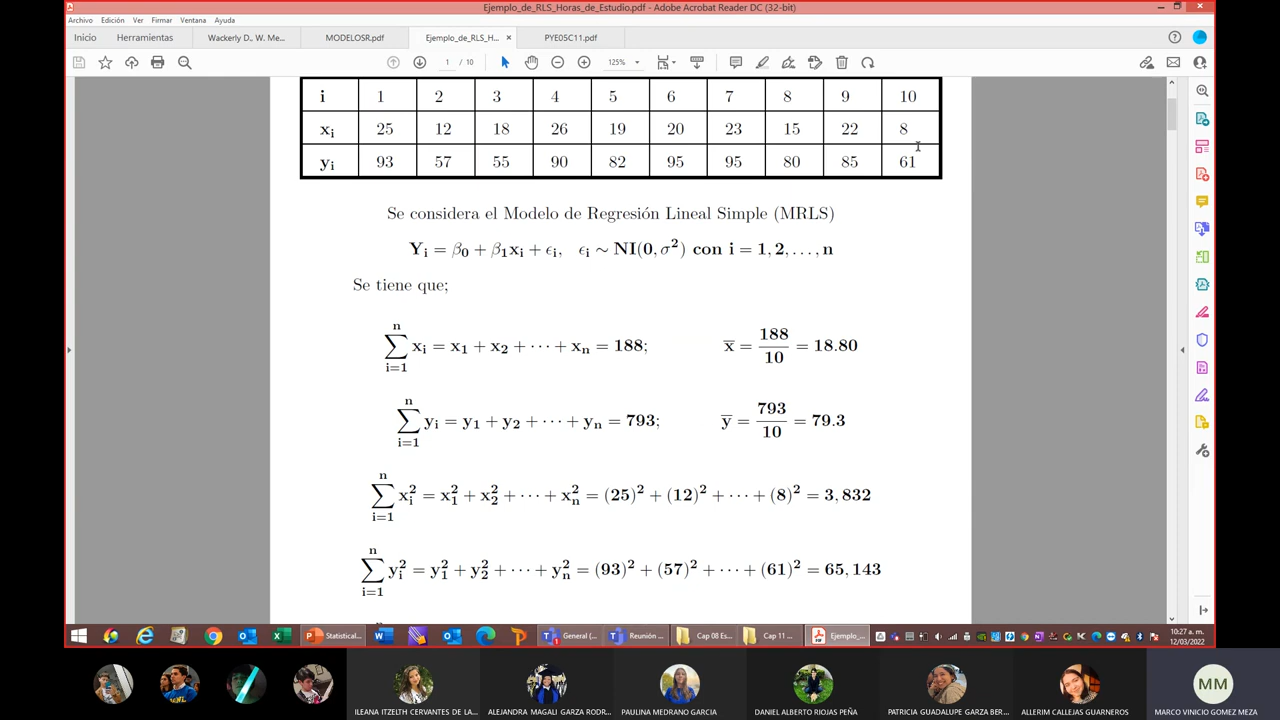 Ejemplo_de_RLS_Horas_de_Estudio.pdf - Adobe Acrobat Reader DC (32-bit)
Archivo Edición Ver Firmar Ventana Ayuda
Inicio Herramientas Wackerly D., W. Me... MODELOSR.pdf Ejemplo_de_RLS_H... × PYE05C11.pdf
1 / 10 125%
i 1 2 3 4 5 6 7 8 9 10
xᵢ 25 12 18 26 19 20 23 15 22 8
yᵢ 93 57 55 90 82 95 95 80 85 61
Se considera el Modelo de Regresión Lineal Simple (MRLS)
Yᵢ = β₀ + β₁xᵢ + ϵᵢ, ϵᵢ ∼ NI(0, σ²) con i = 1, 2, . . . , n
Se tiene que;
∑ᵢ₌₁ⁿ xᵢ = x₁ + x₂ + · · · + xₙ = 188; x̄ = 188/10 = 18.80
∑ᵢ₌₁ⁿ yᵢ = y₁ + y₂ + · · · + yₙ = 793; ȳ = 793/10 = 79.3
∑ᵢ₌₁ⁿ xᵢ² = x₁² + x₂² + · · · + xₙ² = (25)² + (12)² + · · · + (8)² = 3,832
∑ᵢ₌₁ⁿ yᵢ² = y₁² + y₂² + · · · + yₙ² = (93)² + (57)² + · · · + (61)² = 65,143
n
Statistical... General (... Reunión ... Cap 08 Es... Cap 11 ... Ejemplo_... 10:27 a. m.
12/03/2022
MM
ILEANA ITZELTH CERVANTES DE LA... ALEJANDRA MAGALI GARZA RODR... PAULINA MEDRANO GARCIA DANIEL ALBERTO RIOJAS PEÑA PATRICIA GUADALUPE GARZA BER... ALLERIM CALLEJAS GUARNEROS MARCO VINICIO GOMEZ MEZA